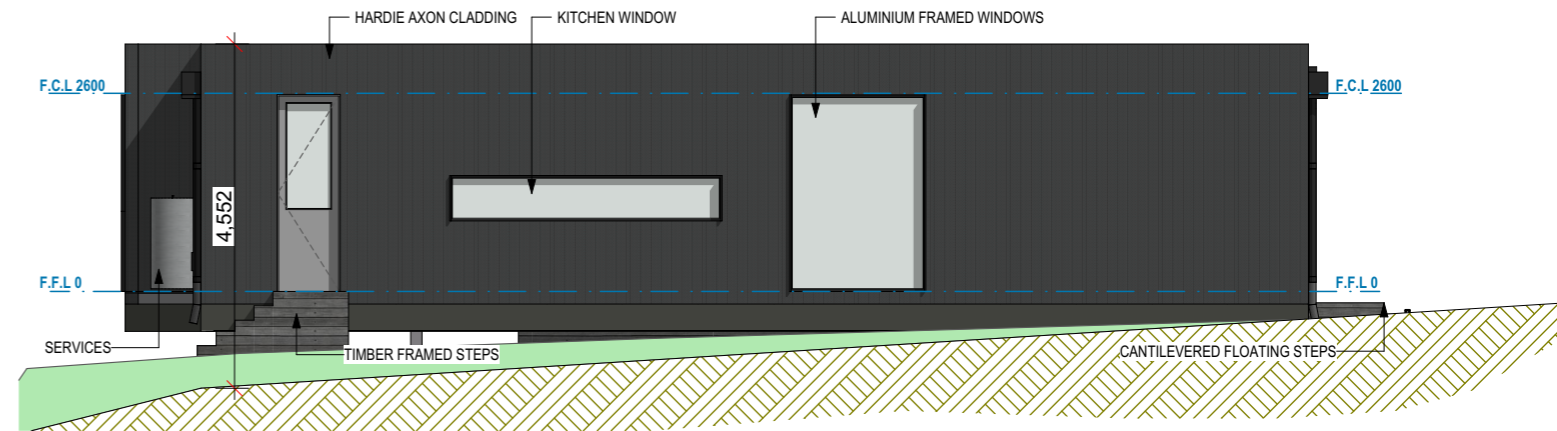 HARDIE AXON CLADDING
KITCHEN WINDOW
ALUMINIUM FRAMED WINDOWS
F.C.L 2600
F.C.L 2600
4,552
F.F.L 0
F.F.L 0
SERVICES
TIMBER FRAMED STEPS
CANTILEVERED FLOATING STEPS